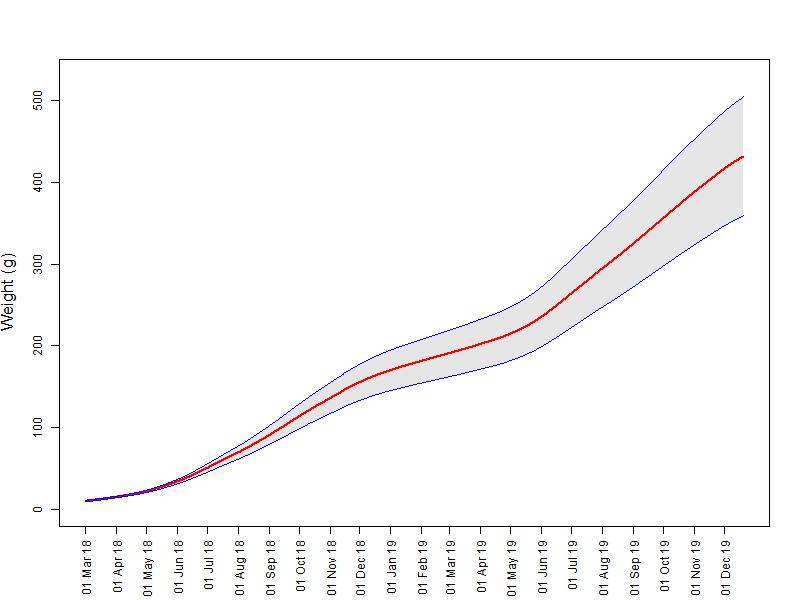 Weight (g)
500
400
300
200
100
0
01 Mar 18
01 Apr 18
01 May 18
01 Jun 18
01 Jul 18
01 Aug 18
01 Sep 18
01 Oct 18
01 Nov 18
01 Dec 18
01 Jan 19
01 Feb 19
01 Mar 19
01 Apr 19
01 May 19
01 Jun 19
01 Jul 19
01 Aug 19
01 Sep 19
01 Oct 19
01 Nov 19
01 Dec 19